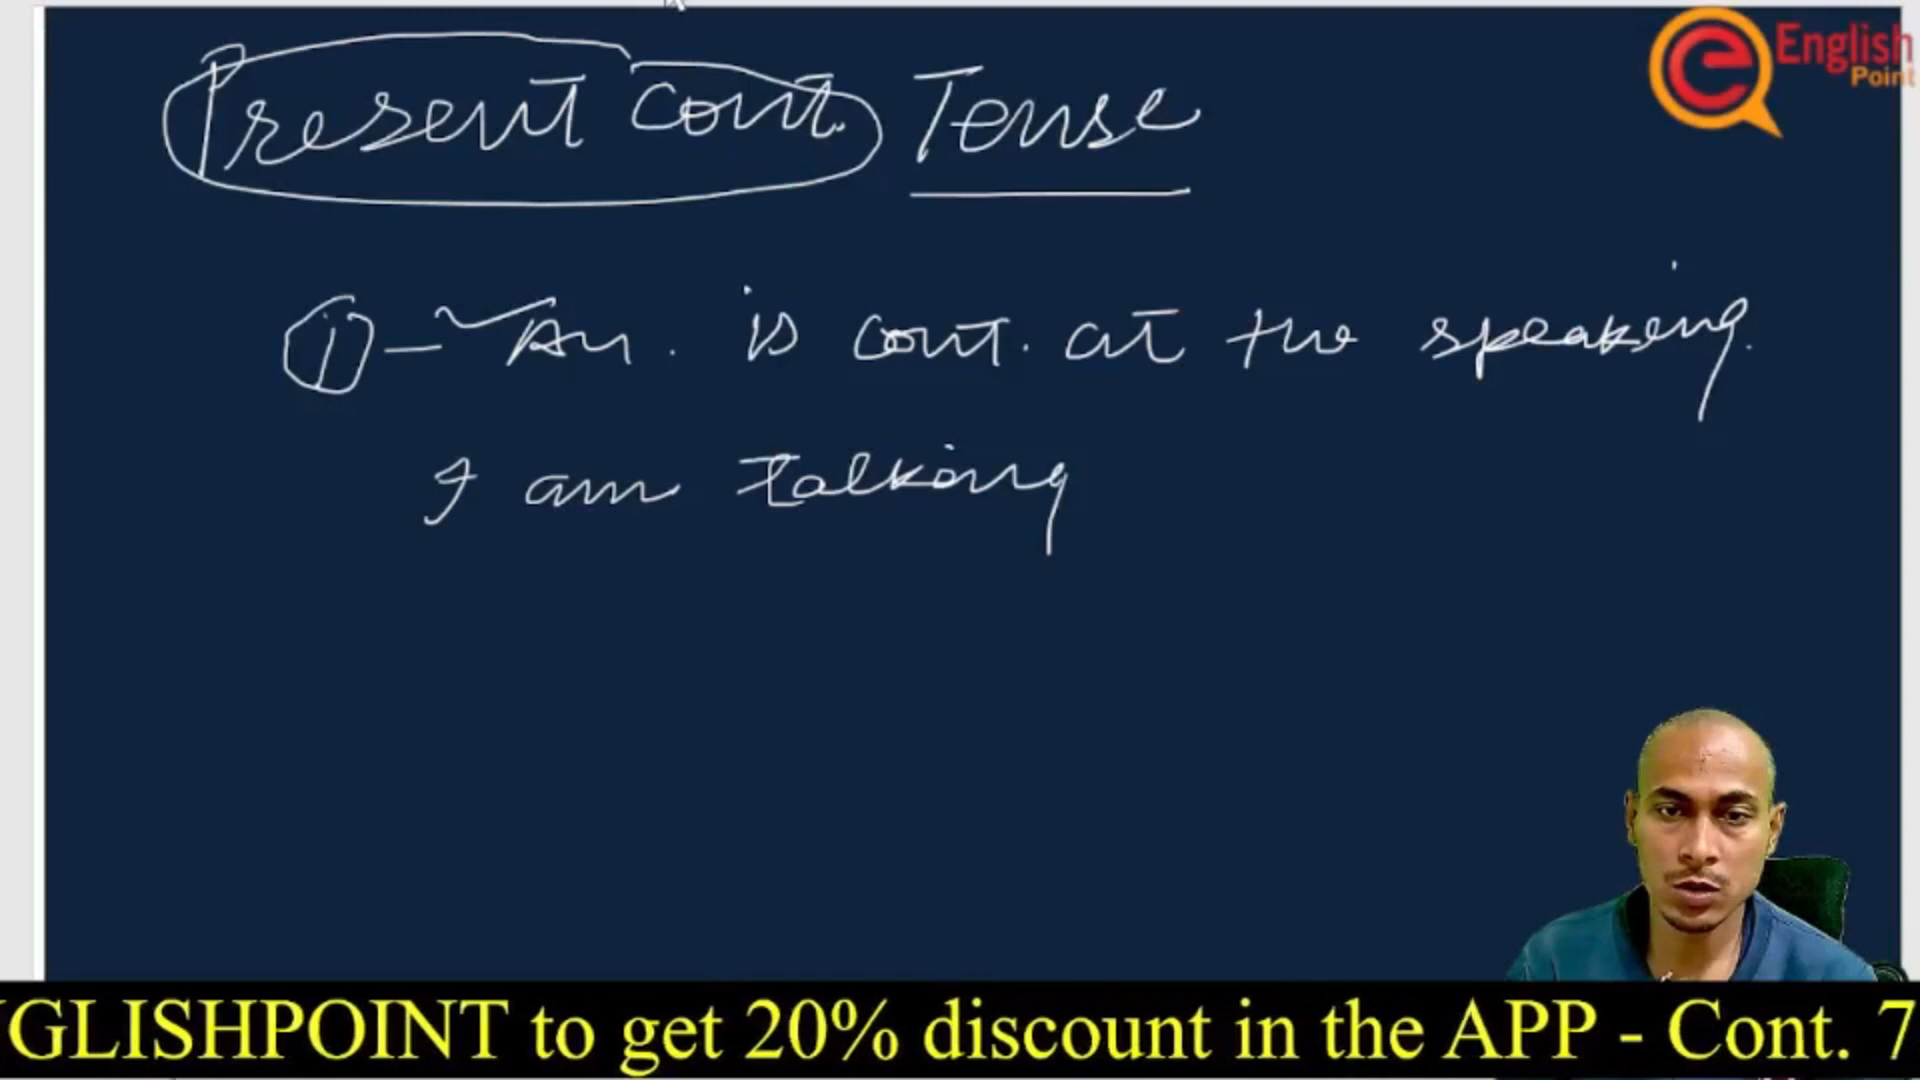 English
Point
Present Cont. Tense
① - An. is cont. at the speaking.
I am talking
GLISHPOINT to get 20% discount in the APP - Cont. 7